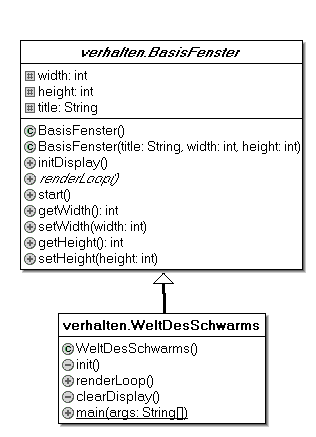 verhalten.BasisFenster
width: int
height: int
title: String
BasisFenster()
BasisFenster(title: String, width: int, height: int)
initDisplay()
renderLoop()
start()
getWidth(): int
setWidth(width: int)
getHeight(): int
setHeight(height: int)
verhalten.WeltDesSchwarms
WeltDesSchwarms()
init()
renderLoop()
clearDisplay()
main(args: String[])